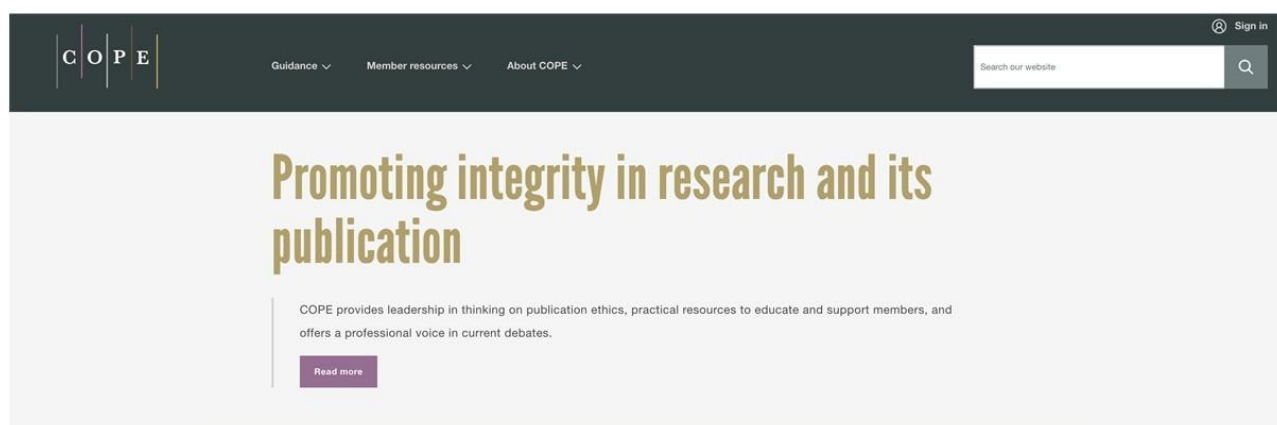 Sign in
COPE
Guidance
Member resources
About COPE
Search our website
Promoting integrity in research and its
publication
COPE provides leadership in thinking on publication ethics, practical resources to educate and support members, and
offers a professional voice in current debates.
Read more